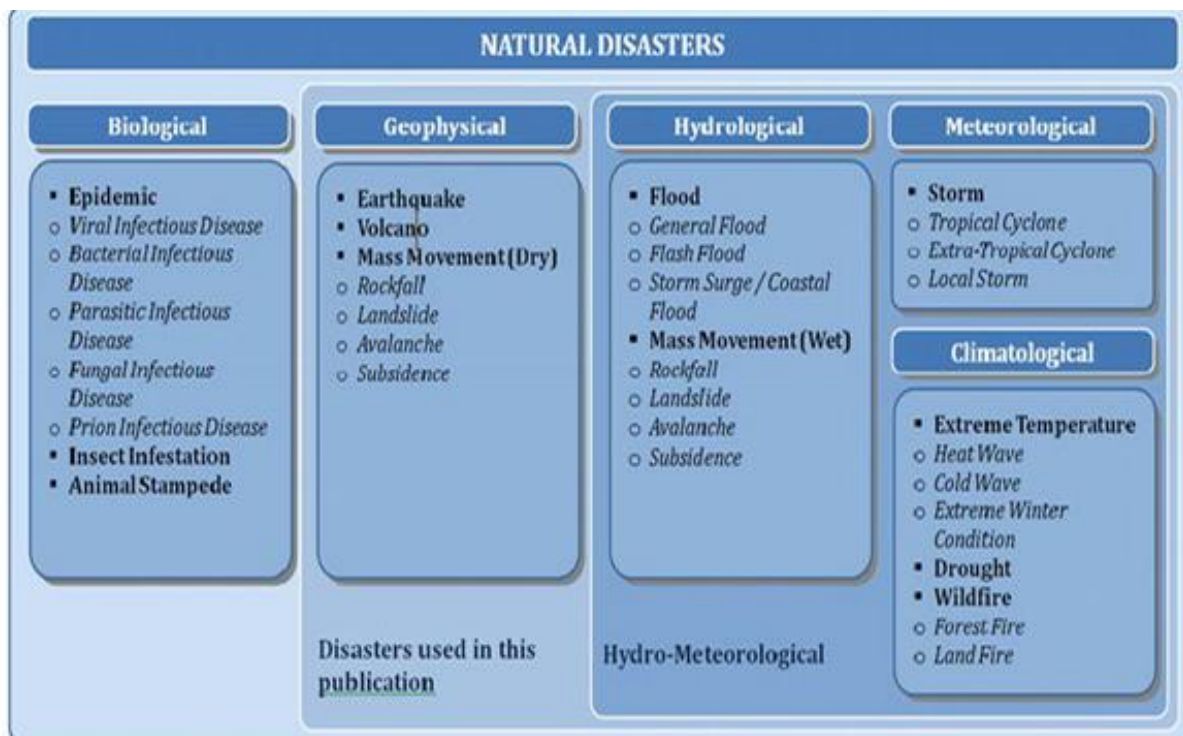 NATURAL DISASTERS
Biological
▪ Epidemic
○ Viral Infectious Disease
○ Bacterial Infectious
Disease
○ Parasitic Infectious
Disease
○ Fungal Infectious
Disease
○ Prion Infectious Disease
▪ Insect Infestation
▪ Animal Stampede
Geophysical
▪ Earthquake
▪ Volcano
▪ Mass Movement (Dry)
○ Rockfall
○ Landslide
○ Avalanche
○ Subsidence
Disasters used in this
publication
Hydrological
▪ Flood
○ General Flood
○ Flash Flood
○ Storm Surge / Coastal
Flood
▪ Mass Movement (Wet)
○ Rockfall
○ Landslide
○ Avalanche
○ Subsidence
Hydro-Meteorological
Meteorological
▪ Storm
○ Tropical Cyclone
○ Extra-Tropical Cyclone
○ Local Storm
Climatological
▪ Extreme Temperature
○ Heat Wave
○ Cold Wave
○ Extreme Winter
Condition
▪ Drought
▪ Wildfire
○ Forest Fire
○ Land Fire